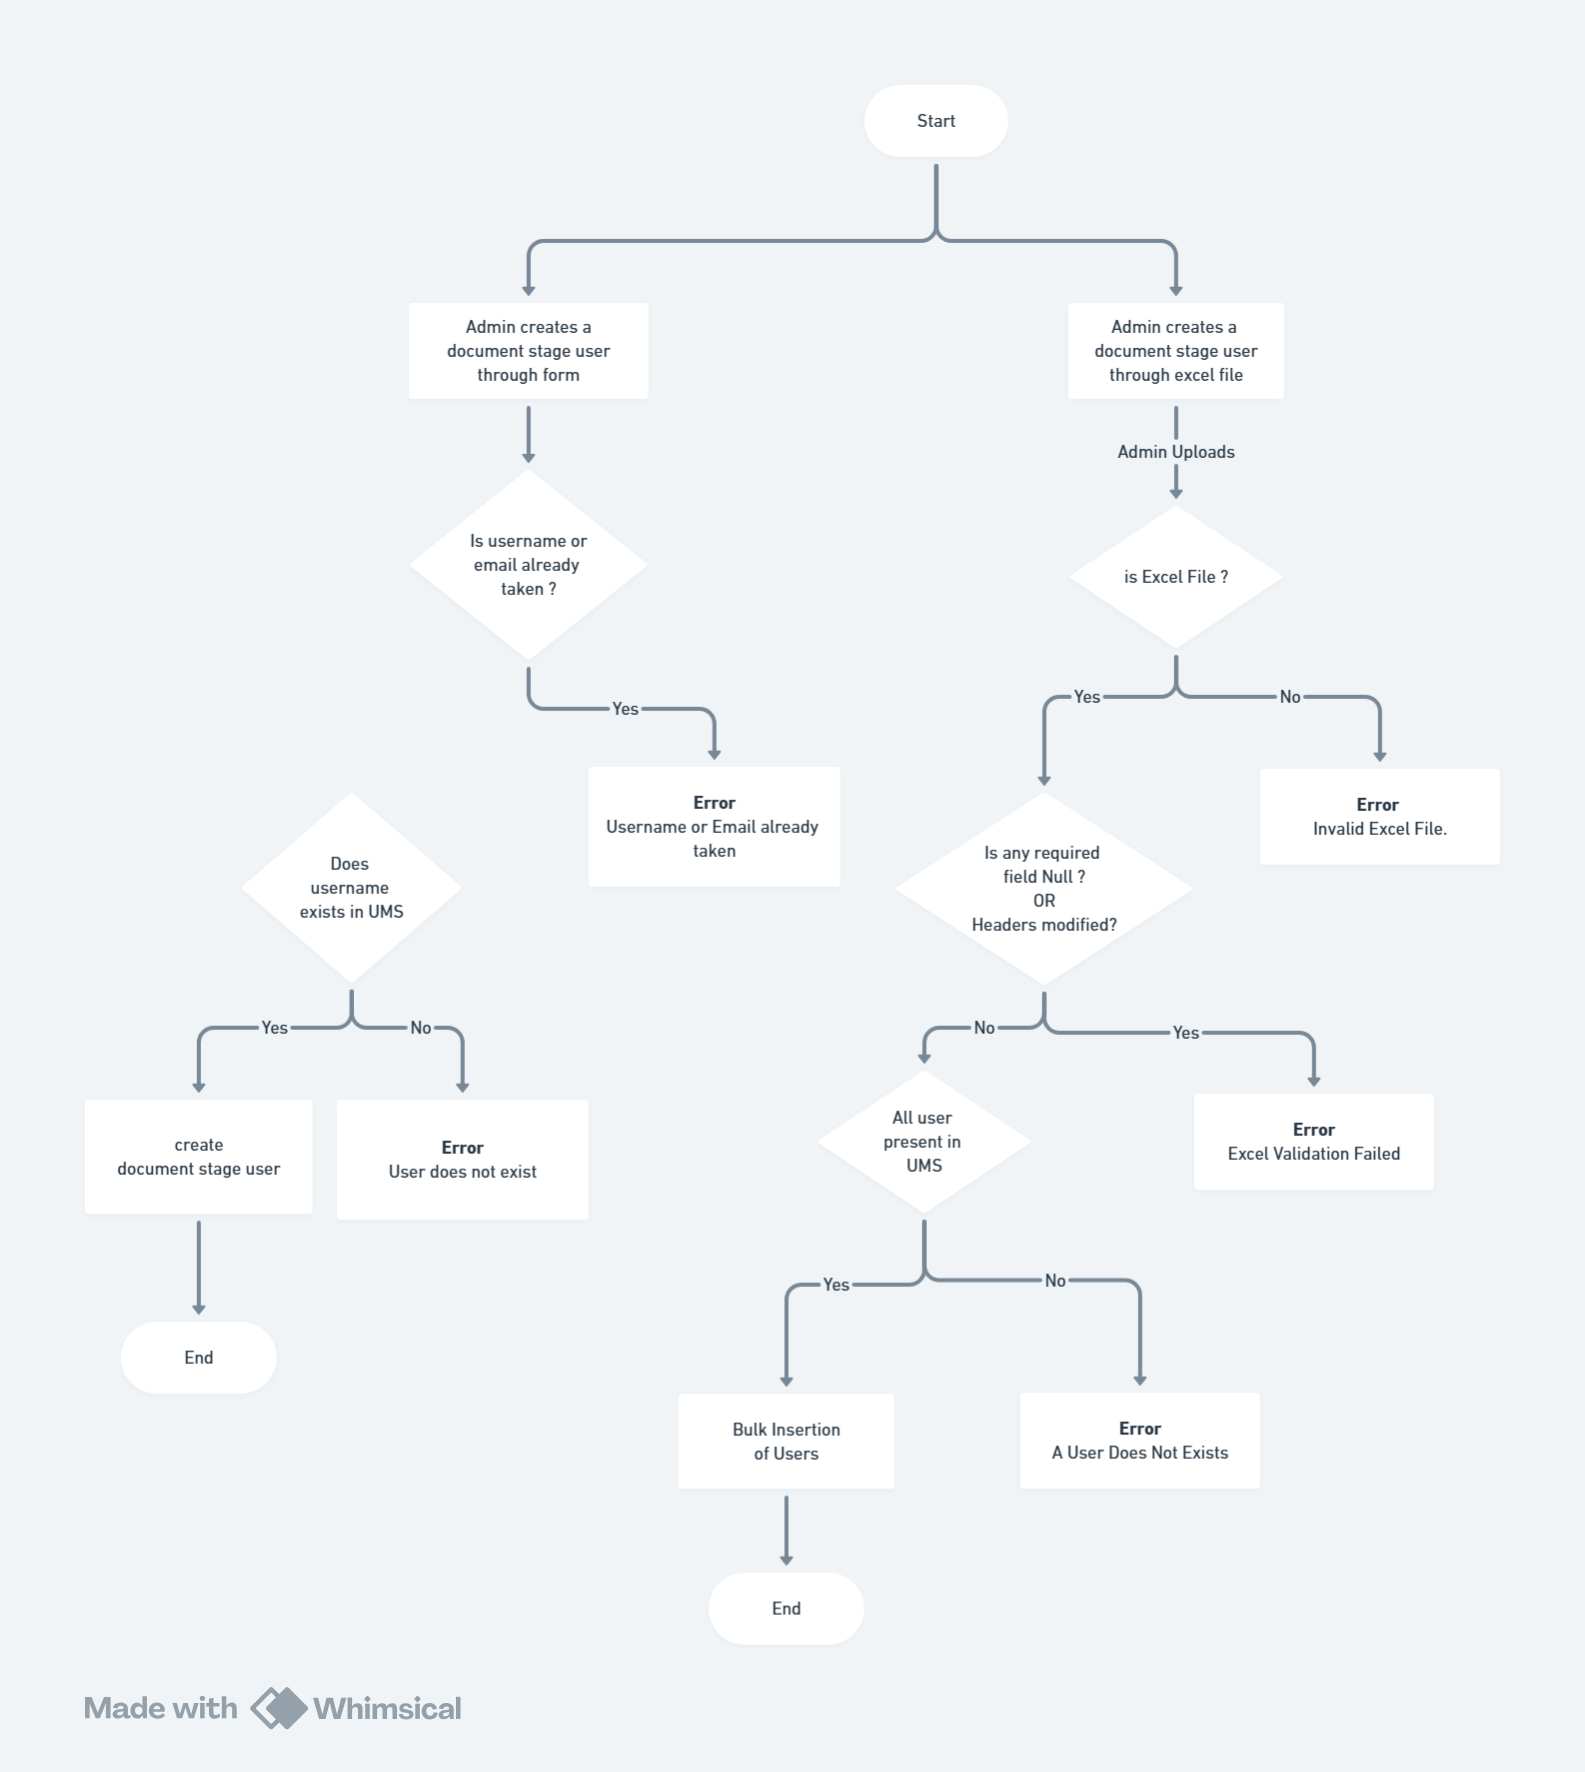 Start
Admin creates a
document stage user
through form
Admin creates a
document stage user
through excel file
Admin Uploads
Is username or
email already
taken ?
is Excel File ?
Yes
Yes
No
Error
Username or Email already
taken
Error
Invalid Excel File.
Does
username
exists in UMS
Is any required
field Null ?
OR
Headers modified?
Yes
No
No
Yes
create
document stage user
Error
User does not exist
All user
present in
UMS
Error
Excel Validation Failed
Yes
No
End
Bulk Insertion
of Users
Error
A User Does Not Exists
End
Made with Whimsical